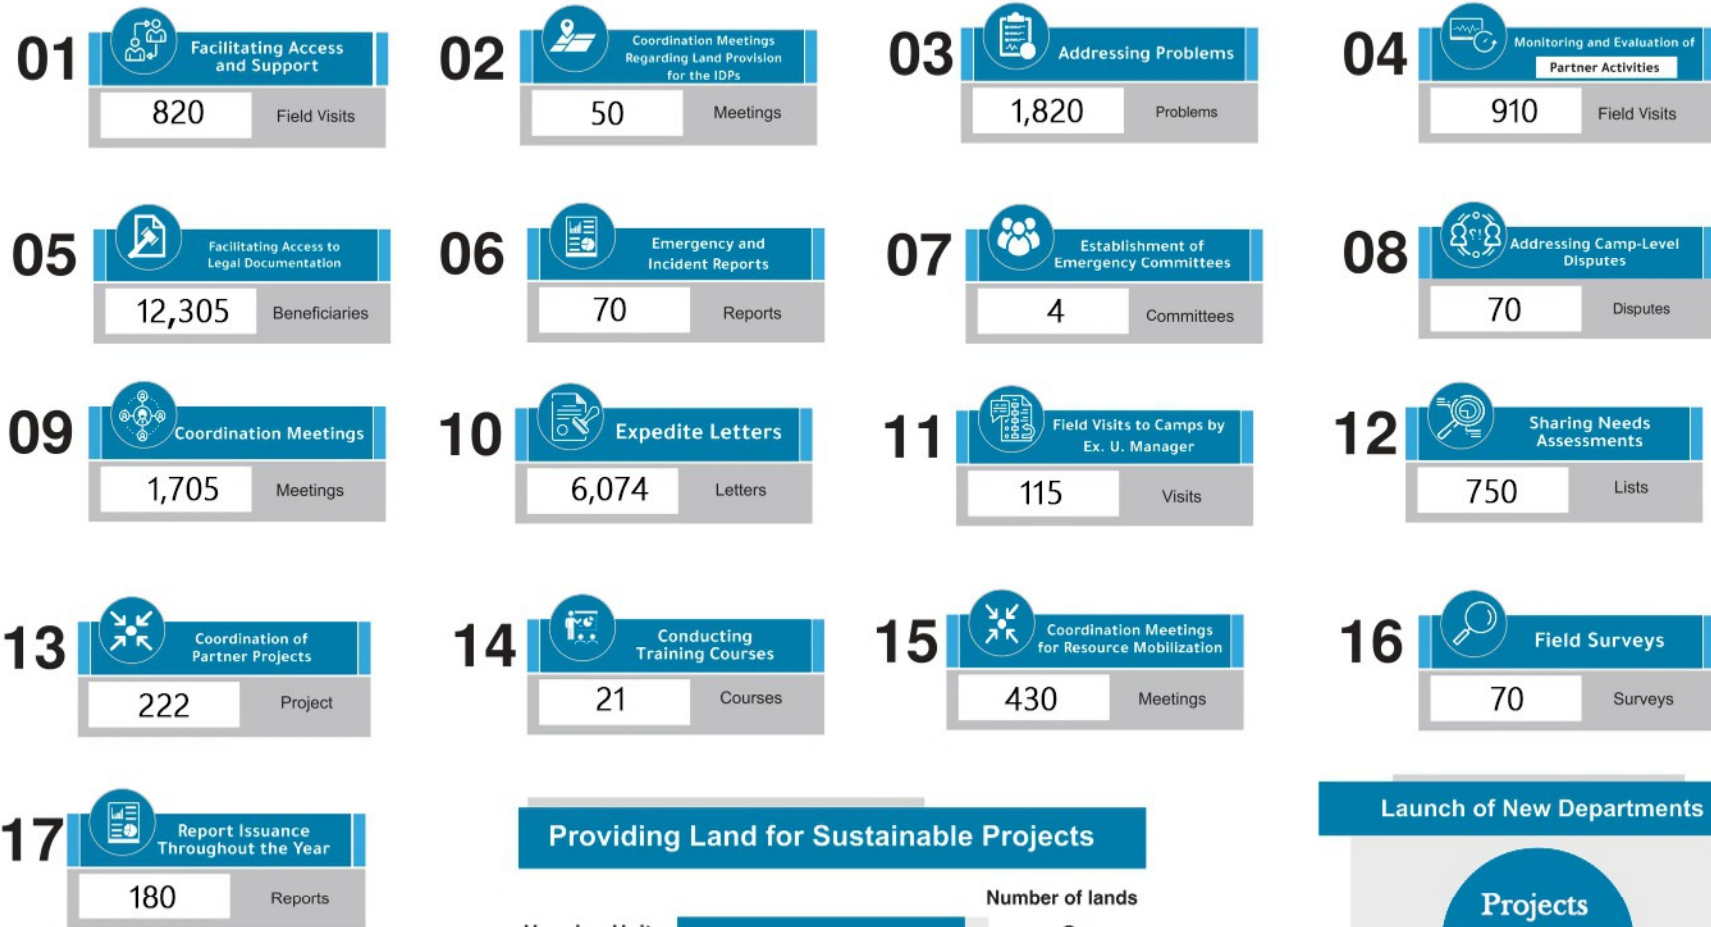 01
Facilitating Access
and Support
820
Field Visits
02
Coordination Meetings
Regarding Land Provision
for the IDPs
50
Meetings
03
Addressing Problems
1,820
Problems
04
Monitoring and Evaluation of
Partner Activities
910
Field Visits
05
Facilitating Access to
Legal Documentation
12,305
Beneficiaries
06
Emergency and
Incident Reports
70
Reports
07
Establishment of
Emergency Committees
4
Committees
08
Addressing Camp-Level
Disputes
70
Disputes
09
Coordination Meetings
1,705
Meetings
10
Expedite Letters
6,074
Letters
11
Field Visits to Camps by
Ex. U. Manager
115
Visits
12
Sharing Needs
Assessments
750
Lists
13
Coordination of
Partner Projects
222
Project
14
Conducting
Training Courses
21
Courses
15
Coordination Meetings
for Resource Mobilization
430
Meetings
16
Field Surveys
70
Surveys
17
Report Issuance
Throughout the Year
180
Reports
Providing Land for Sustainable Projects
Number of lands
Launch of New Departments
Projects